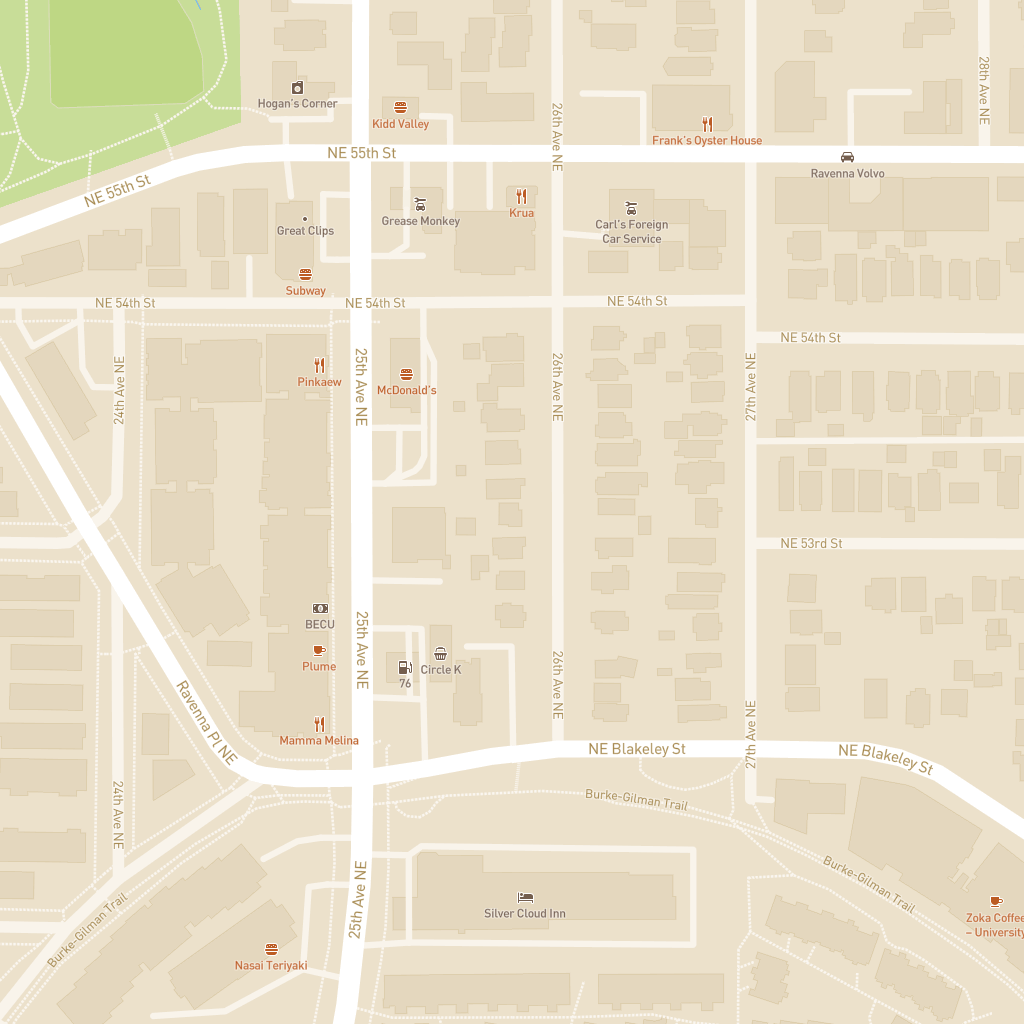 28th Ave NE
Hogan's Corner
Kidd Valley
26th Ave NE
Frank's Oyster House
NE 55th St
Ravenna Volvo
NE 55th St
Krua
Grease Monkey
Great Clips
Carl's Foreign
Car Service
Subway
NE 54th St
NE 54th St
NE 54th St
NE 54th St
24th Ave NE
25th Ave NE
26th Ave NE
27th Ave NE
Pinkaew
McDonald's
NE 53rd St
BECU
Plume
25th Ave NE
Circle K
76
26th Ave NE
Ravenna Pl NE
27th Ave NE
Mamma Melina
NE Blakeley St
NE Blakeley St
24th Ave NE
Burke-Gilman Trail
Burke-Gilman Trail
25th Ave NE
Silver Cloud Inn
Zoka Coffee
– University
Burke-Gilman Trail
Nasai Teriyaki